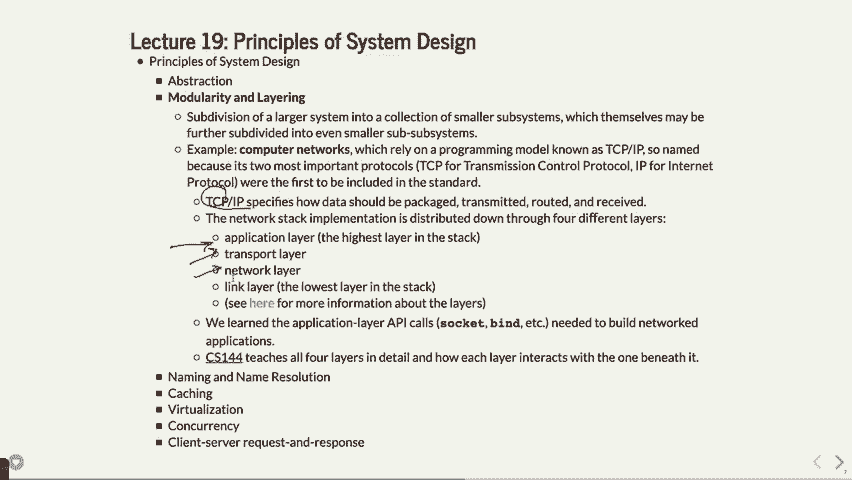 Lecture 19: Principles of System Design
Principles of System Design
Abstraction
Modularity and Layering
Subdivision of a larger system into a collection of smaller subsystems, which themselves may be
further subdivided into even smaller sub-subsystems.
Example: computer networks, which rely on a programming model known as TCP/IP, so named
because its two most important protocols (TCP for Transmission Control Protocol, IP for Internet
Protocol) were the first to be included in the standard.
TCP/IP specifies how data should be packaged, transmitted, routed, and received.
The network stack implementation is distributed down through four different layers:
application layer (the highest layer in the stack)
transport layer
network layer
link layer (the lowest layer in the stack)
(see here for more information about the layers)
We learned the application-layer API calls (socket, bind, etc.) needed to build networked
applications.
CS144 teaches all four layers in detail and how each layer interacts with the one beneath it.
Naming and Name Resolution
Caching
Virtualization
Concurrency
Client-server request-and-response
7